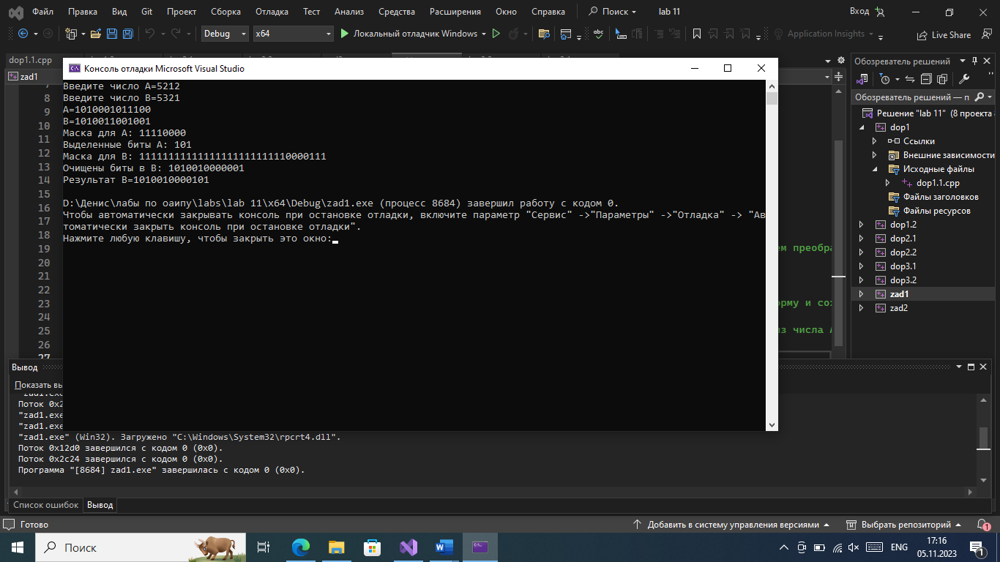 Файл Правка Вид Git Проект Сборка Отладка Тест Анализ Средства Расширения Окно Справка Поиск lab 11 Вход
Debug x64 Локальный отладчик Windows Application Insights Live Share
dop1.1.cpp
zad1
Консоль отладки Microsoft Visual Studio
Введите число A=5212
Введите число B=5321
A=1010001011100
B=1010011001001
Маска для A: 11110000
Выделенные биты A: 101
Маска для B: 11111111111111111111111110000111
Очищены биты в B: 1010010000001
Результат B=1010010000101
D:\Денис\лабы по оаипу\labs\lab 11\x64\Debug\zad1.exe (процесс 8684) завершил работу с кодом 0.
Чтобы автоматически закрывать консоль при остановке отладки, включите параметр "Сервис" ->"Параметры" ->"Отладка" -> "Ав
томатически закрыть консоль при остановке отладки".
Нажмите любую клавишу, чтобы закрыть это окно:
7
8
9
10
11
12
13
14
15
16
17
18
19
20
21
22
23
24
25
26
27
ем преобра
орму и со
из числа
Обозреватель решений
Обозреватель решений — п
Решение "lab 11" (8 проекта
dop1
Ссылки
Внешние зависимости
Исходные файлы
dop1.1.cpp
Файлы заголовков
Файлы ресурсов
dop1.2
dop2.1
dop2.2
dop3.1
dop3.2
zad1
zad2
Вывод
Показать вы
"zad1.exe
Поток 0x2
"zad1.exe
"zad1.exe
"zad1.exe" (Win32). Загружено "C:\Windows\System32\rpcrt4.dll".
Поток 0x12d0 завершился с кодом 0 (0x0).
Поток 0x2c24 завершился с кодом 0 (0x0).
Программа "[8684] zad1.exe" завершилась с кодом 0 (0x0).
Список ошибок Вывод
Готово Добавить в систему управления версиями Выбрать репозиторий 1
Поиск ENG 17:16
05.11.2023 1